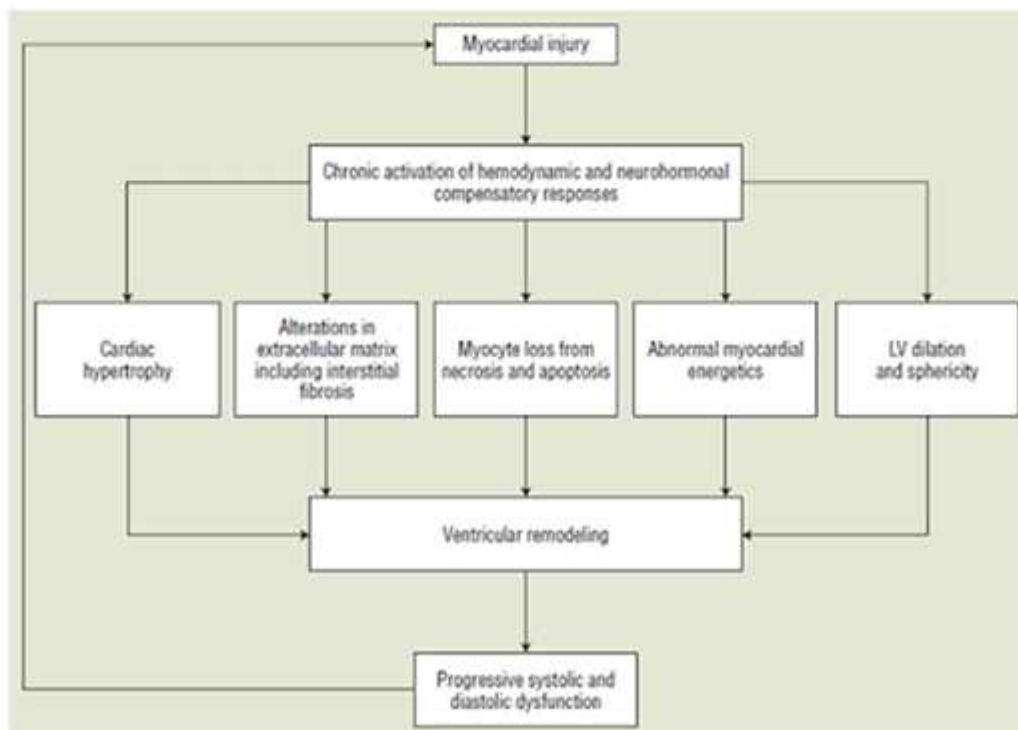 Myocardial injury
Chronic activation of hemodynamic and neurohormonal
compensatory responses
Cardiac
hypertrophy
Alterations in
extracellular matrix
including interstitial
fibrosis
Myocyte loss from
necrosis and apoptosis
Abnormal myocardial
energetics
LV dilation
and sphericity
Ventricular remodeling
Progressive systolic and
diastolic dysfunction